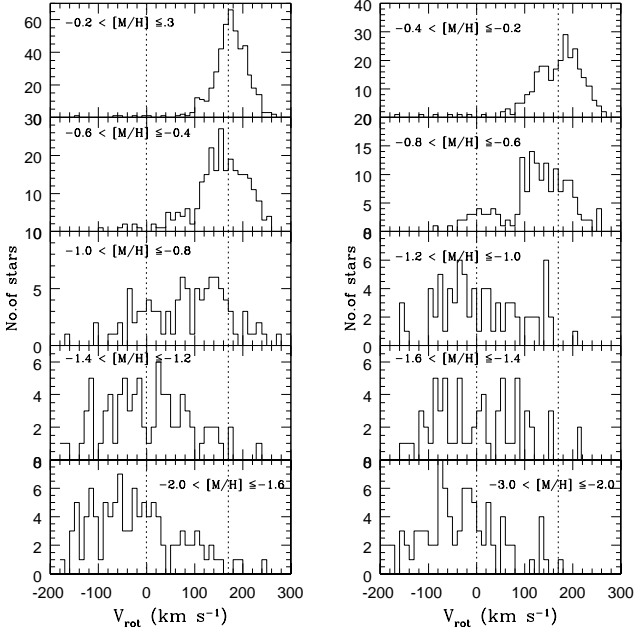 60
40
20
30
-0.2 < [M/H] ≦.3
20
10
10
-0.6 < [M/H] ≦-0.4
5
0
-1.0 < [M/H] ≦-0.8
6
4
2
8
-1.4 < [M/H] ≦-1.2
6
4
2
0
-2.0 < [M/H] ≦-1.6
No.of stars
-200 -100 0 100 200 300
V_rot (km s⁻¹)
40
30
20
10
20
-0.4 < [M/H] ≦-0.2
15
10
5
8
-0.8 < [M/H] ≦-0.6
6
4
2
0
-1.2 < [M/H] ≦-1.0
6
4
2
8
-1.6 < [M/H] ≦-1.4
6
4
2
0
-3.0 < [M/H] ≦-2.0
No.of stars
-200 -100 0 100 200 300
V_rot (km s⁻¹)